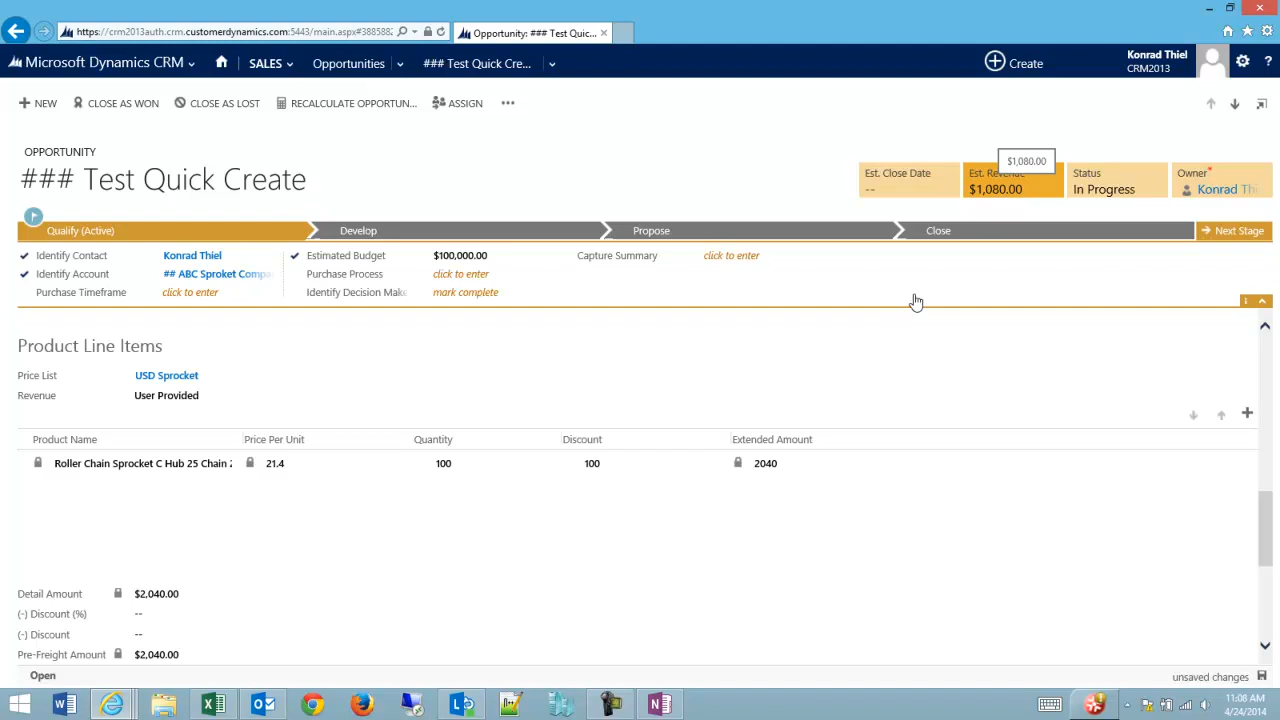 https://crm2013auth.crm.customerdynamics.com:5443/main.aspx#388582
Opportunity: ### Test Quic...
Microsoft Dynamics CRM
SALES
Opportunities
### Test Quick Cre...
Create
Konrad Thiel
CRM2013
?
NEW
CLOSE AS WON
CLOSE AS LOST
RECALCULATE OPPORTUN...
ASSIGN
OPPORTUNITY
### Test Quick Create
Est. Close Date
--
$1,080.00
Est. Revenue
$1,080.00
Status
In Progress
Owner*
Konrad Thi
Qualify (Active)
Develop
Propose
Close
Next Stage
Identify Contact
Konrad Thiel
Estimated Budget
$100,000.00
Capture Summary
click to enter
Identify Account
## ABC Sproket Compa
Purchase Process
click to enter
Purchase Timeframe
click to enter
Identify Decision Make
mark complete
Product Line Items
Price List
USD Sprocket
Revenue
User Provided
Product Name
Price Per Unit
Quantity
Discount
Extended Amount
Roller Chain Sprocket C Hub 25 Chain 2
21.4
100
100
2040
Detail Amount
$2,040.00
(-) Discount (%)
--
(-) Discount
--
Pre-Freight Amount
$2,040.00
Open
unsaved changes
11:08 AM
4/24/2014